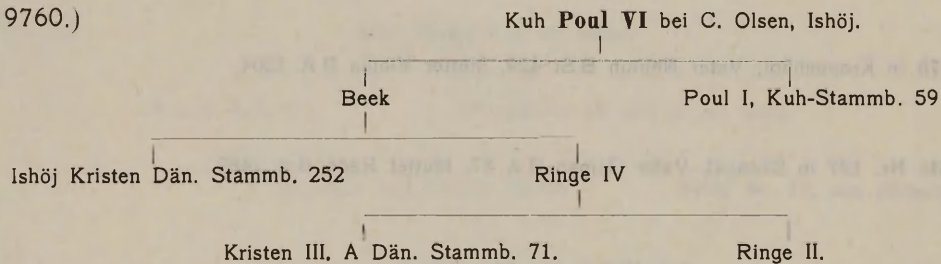 9760.)
Kuh Poul VI bei C. Olsen, Ishöj.
Beek
Poul I, Kuh-Stammb. 59
Ishöj Kristen Dän. Stammb. 252
Ringe IV
Kristen III. A Dän. Stammb. 71.
Ringe II.